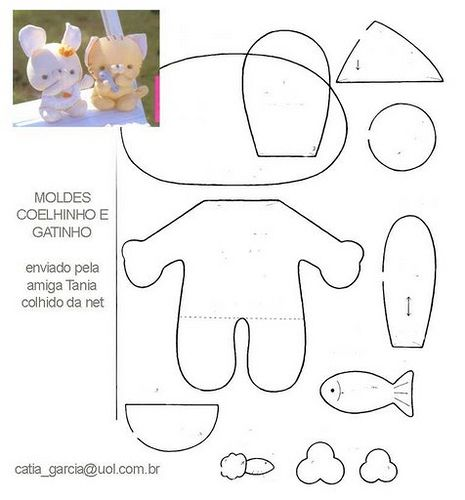 MOLDES
COELHINHO E
GATINHO
enviado pela
amiga Tania
colhido da net
catia_garcia@uol.com.br